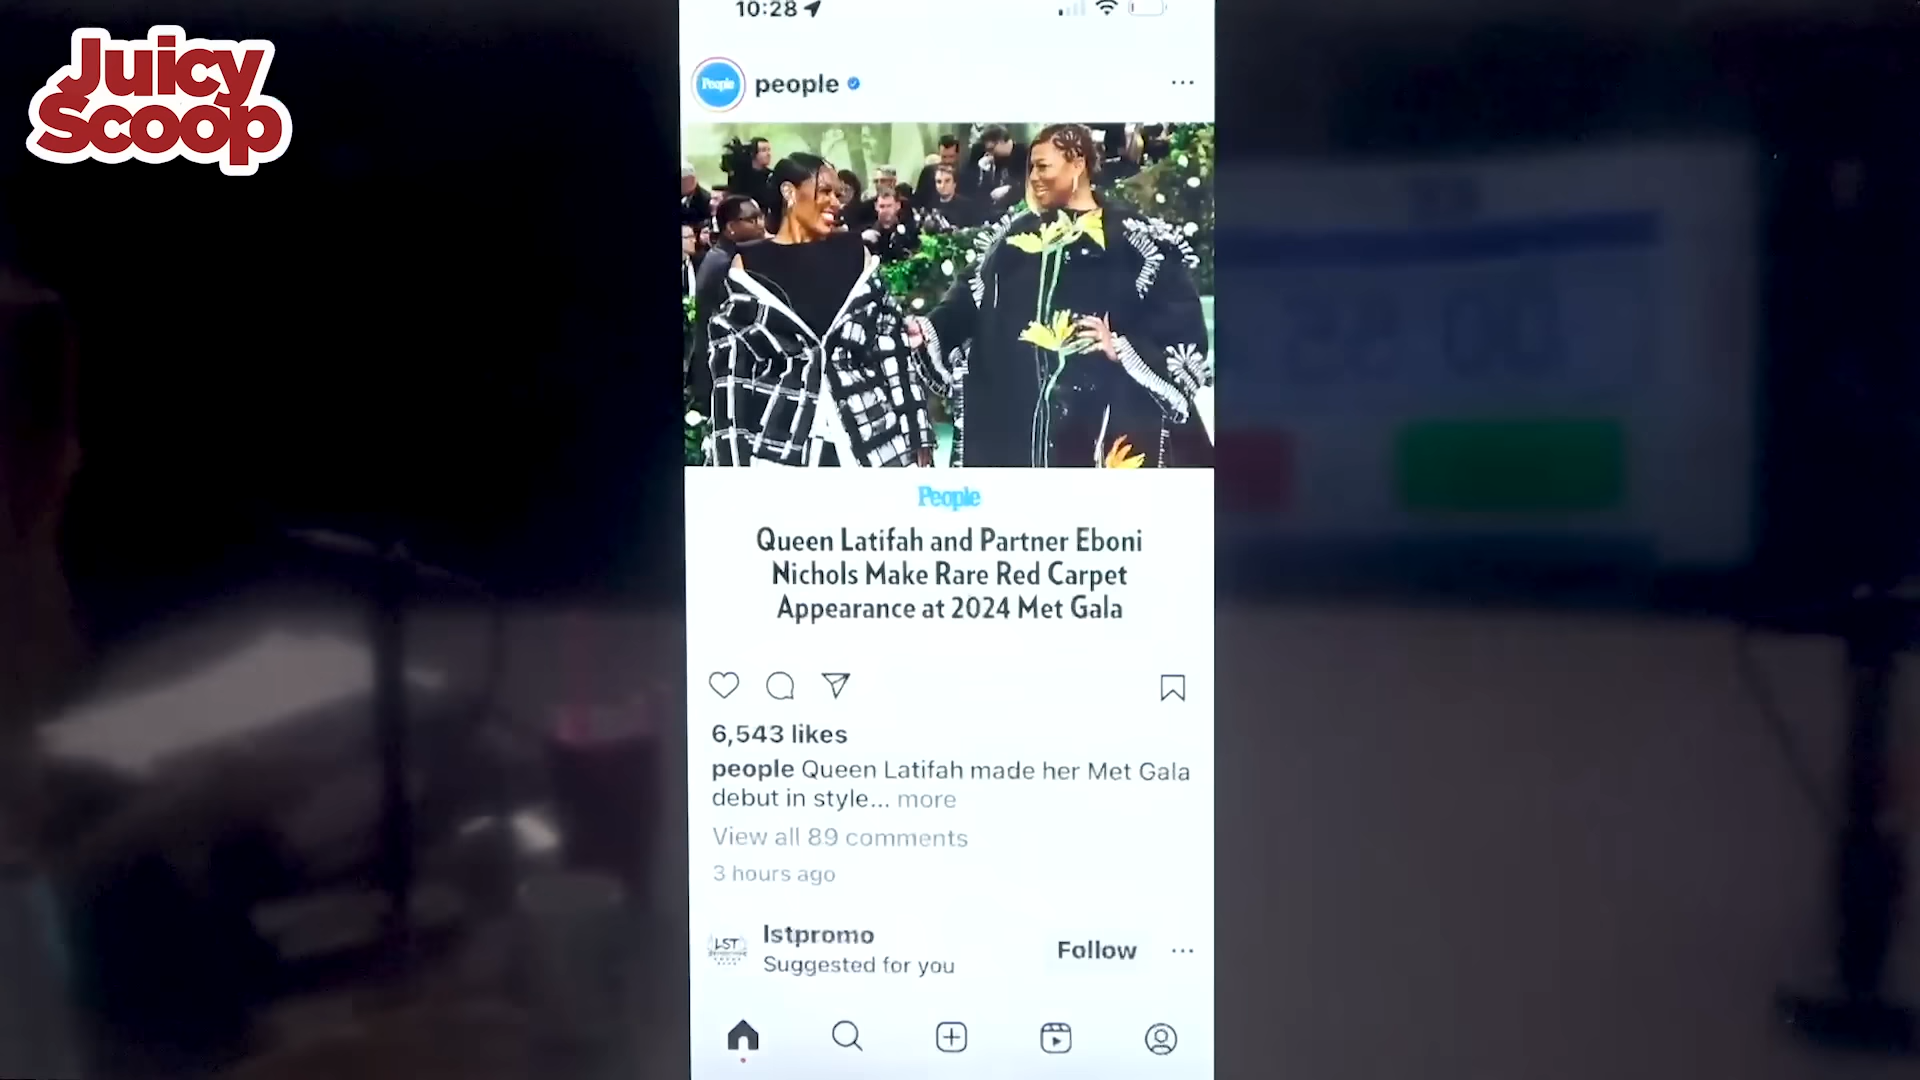 Juicy
Scoop
10:28
People
people
People
Queen Latifah and Partner Eboni
Nichols Make Rare Red Carpet
Appearance at 2024 Met Gala
6,543 likes
people Queen Latifah made her Met Gala
debut in style... more
View all 89 comments
3 hours ago
LST
lstpromo
Follow
Suggested for you